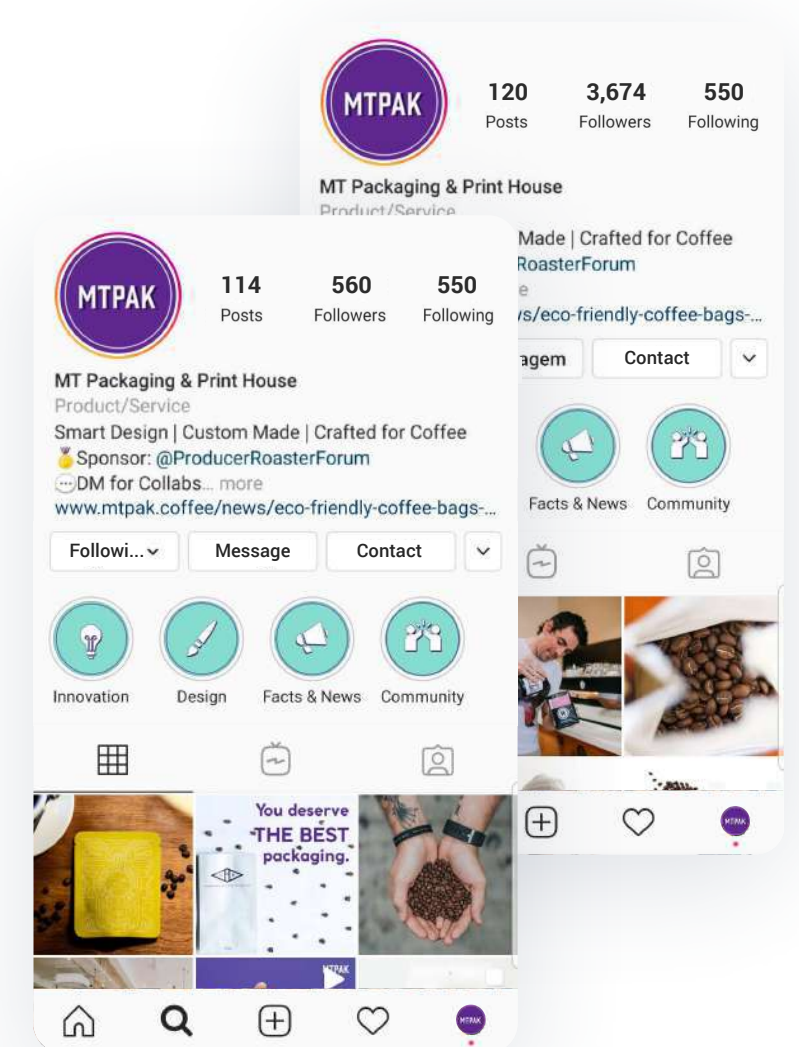 MTPAK
120 3,674 550
Posts Followers Following
MT Packaging & Print House
Product/Service
Made | Crafted for Coffee
RoasterForum
e
/s/eco-friendly-coffee-bags-...
agem Contact
Facts & News Community
MTPAK
MTPAK
114 560 550
Posts Followers Following
MT Packaging & Print House
Product/Service
Smart Design | Custom Made | Crafted for Coffee
Sponsor: @ProducerRoasterForum
DM for Collabs... more
www.mtpak.coffee/news/eco-friendly-coffee-bags-...
Followi... Message Contact
Innovation Design Facts & News Community
You deserve
THE BEST
packaging.
MTPAK
MTPAK